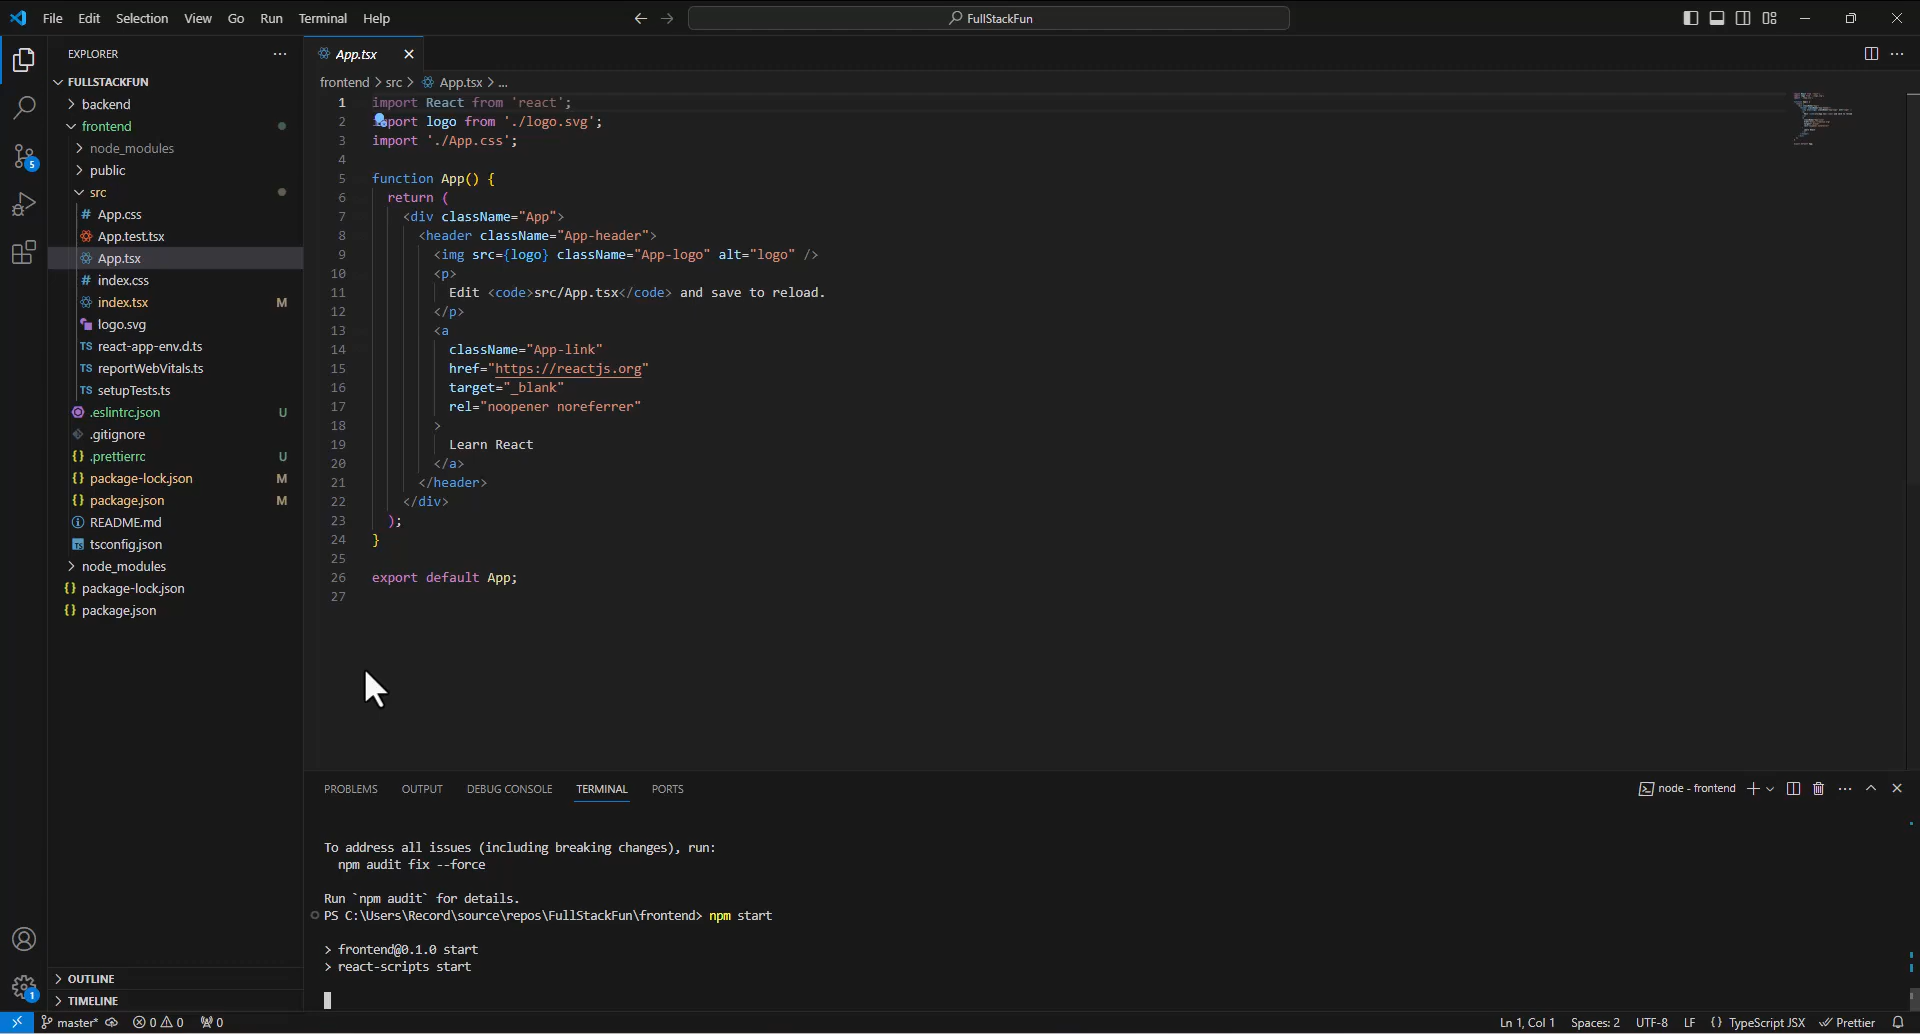 File Edit Selection View Go Run Terminal Help
FullStackFun
EXPLORER
FULLSTACKFUN
backend
frontend
node_modules
public
src
# App.css
App.test.tsx
App.tsx
# index.css
index.tsx M
logo.svg
TS react-app-env.d.ts
TS reportWebVitals.ts
TS setupTests.ts
.eslintrc.json U
.gitignore
{} .prettierrc U
{} package-lock.json M
{} package.json M
README.md
TS tsconfig.json
node_modules
{} package-lock.json
{} package.json
OUTLINE
TIMELINE
5
1
App.tsx
frontend > src > App.tsx > ...
1 import React from 'react';
2 import logo from './logo.svg';
3 import './App.css';
4
5 function App() {
6 return (
7 <div className="App">
8 <header className="App-header">
9 <img src={logo} className="App-logo" alt="logo" />
10 <p>
11 Edit <code>src/App.tsx</code> and save to reload.
12 </p>
13 <a
14 className="App-link"
15 href="https://reactjs.org"
16 target="_blank"
17 rel="noopener noreferrer"
18 >
19 Learn React
20 </a>
21 </header>
22 </div>
23 );
24 }
25
26 export default App;
27
PROBLEMS OUTPUT DEBUG CONSOLE TERMINAL PORTS
node - frontend
To address all issues (including breaking changes), run:
npm audit fix --force
Run `npm audit` for details.
PS C:\Users\Record\source\repos\FullStackFun\frontend> npm start
> frontend@0.1.0 start
> react-scripts start
master* 0 0 0
Ln 1, Col 1 Spaces: 2 UTF-8 LF {} TypeScript JSX Prettier